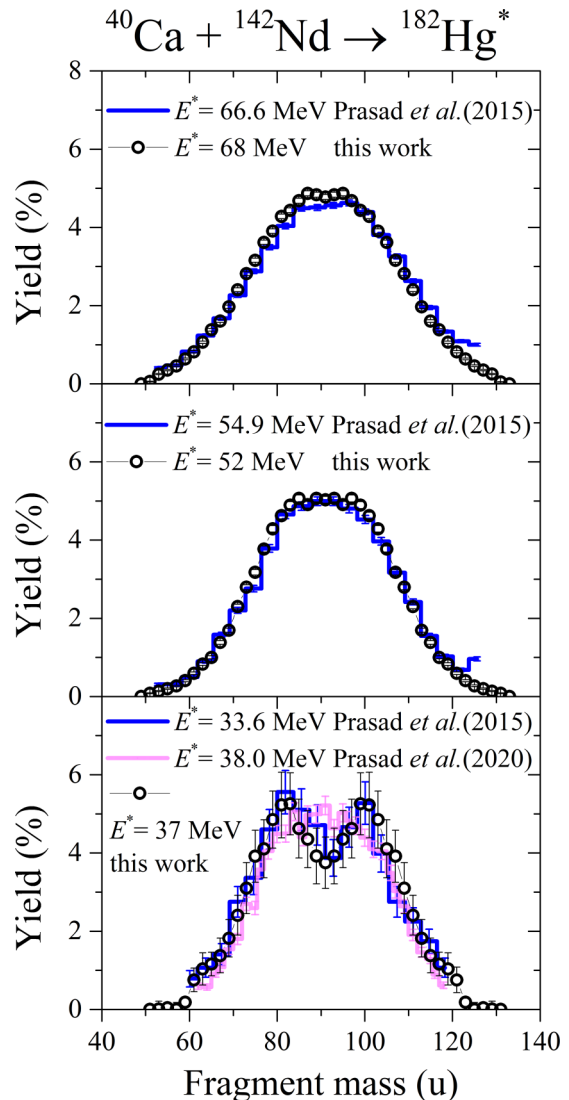 ⁴⁰Ca + ¹⁴²Nd → ¹⁸²Hg*
8
E* = 66.6 MeV Prasad et al.(2015)
E* = 68 MeV this work
6
4
2
0
Yield (%)
E* = 54.9 MeV Prasad et al.(2015)
E* = 52 MeV this work
6
4
2
0
Yield (%)
E* = 33.6 MeV Prasad et al.(2015)
E* = 38.0 MeV Prasad et al.(2020)
E* = 37 MeV
this work
6
4
2
0
Yield (%)
40 60 80 100 120 140
Fragment mass (u)